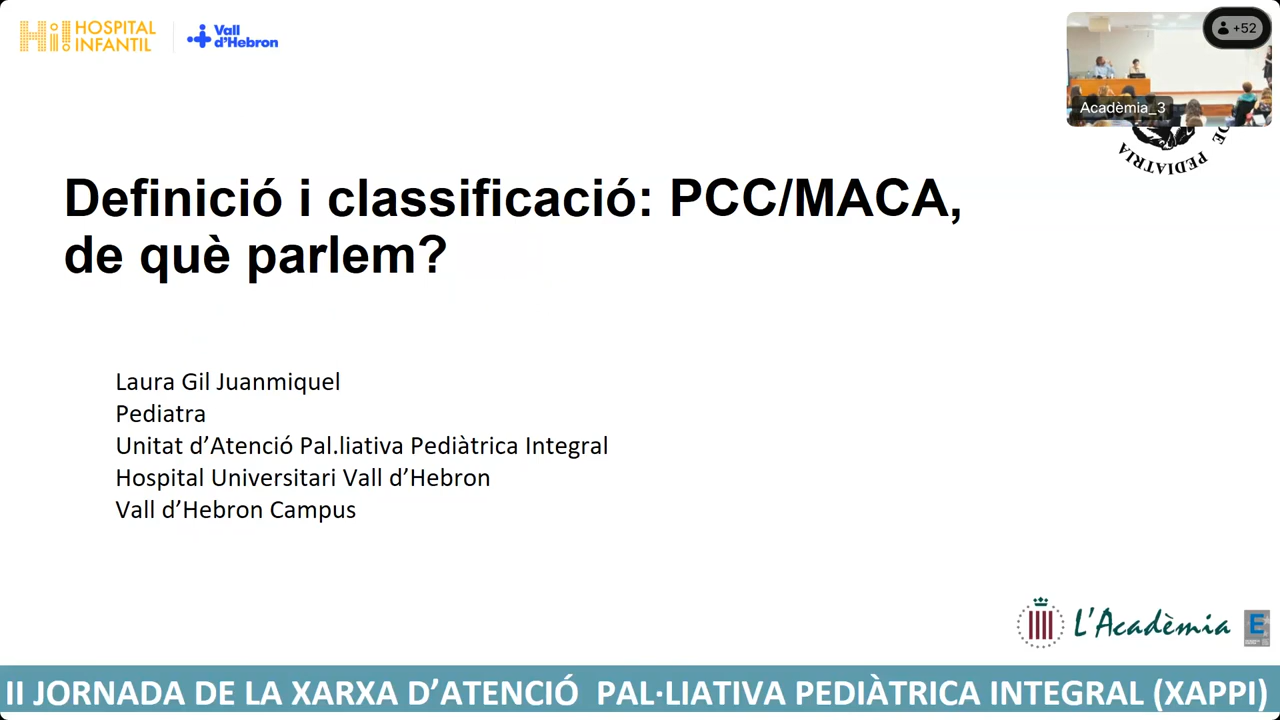 Hi! HOSPITAL INFANTIL
Vall d'Hebron
+52
Acadèmia_3
DE PEDIATRIA
Definició i classificació: PCC/MACA,
de què parlem?
Laura Gil Juanmiquel
Pediatra
Unitat d’Atenció Pal.liativa Pediàtrica Integral
Hospital Universitari Vall d’Hebron
Vall d’Hebron Campus
L'Acadèmia
E
II JORNADA DE LA XARXA D’ATENCIÓ PAL·LIATIVA PEDIÀTRICA INTEGRAL (XAPPI)